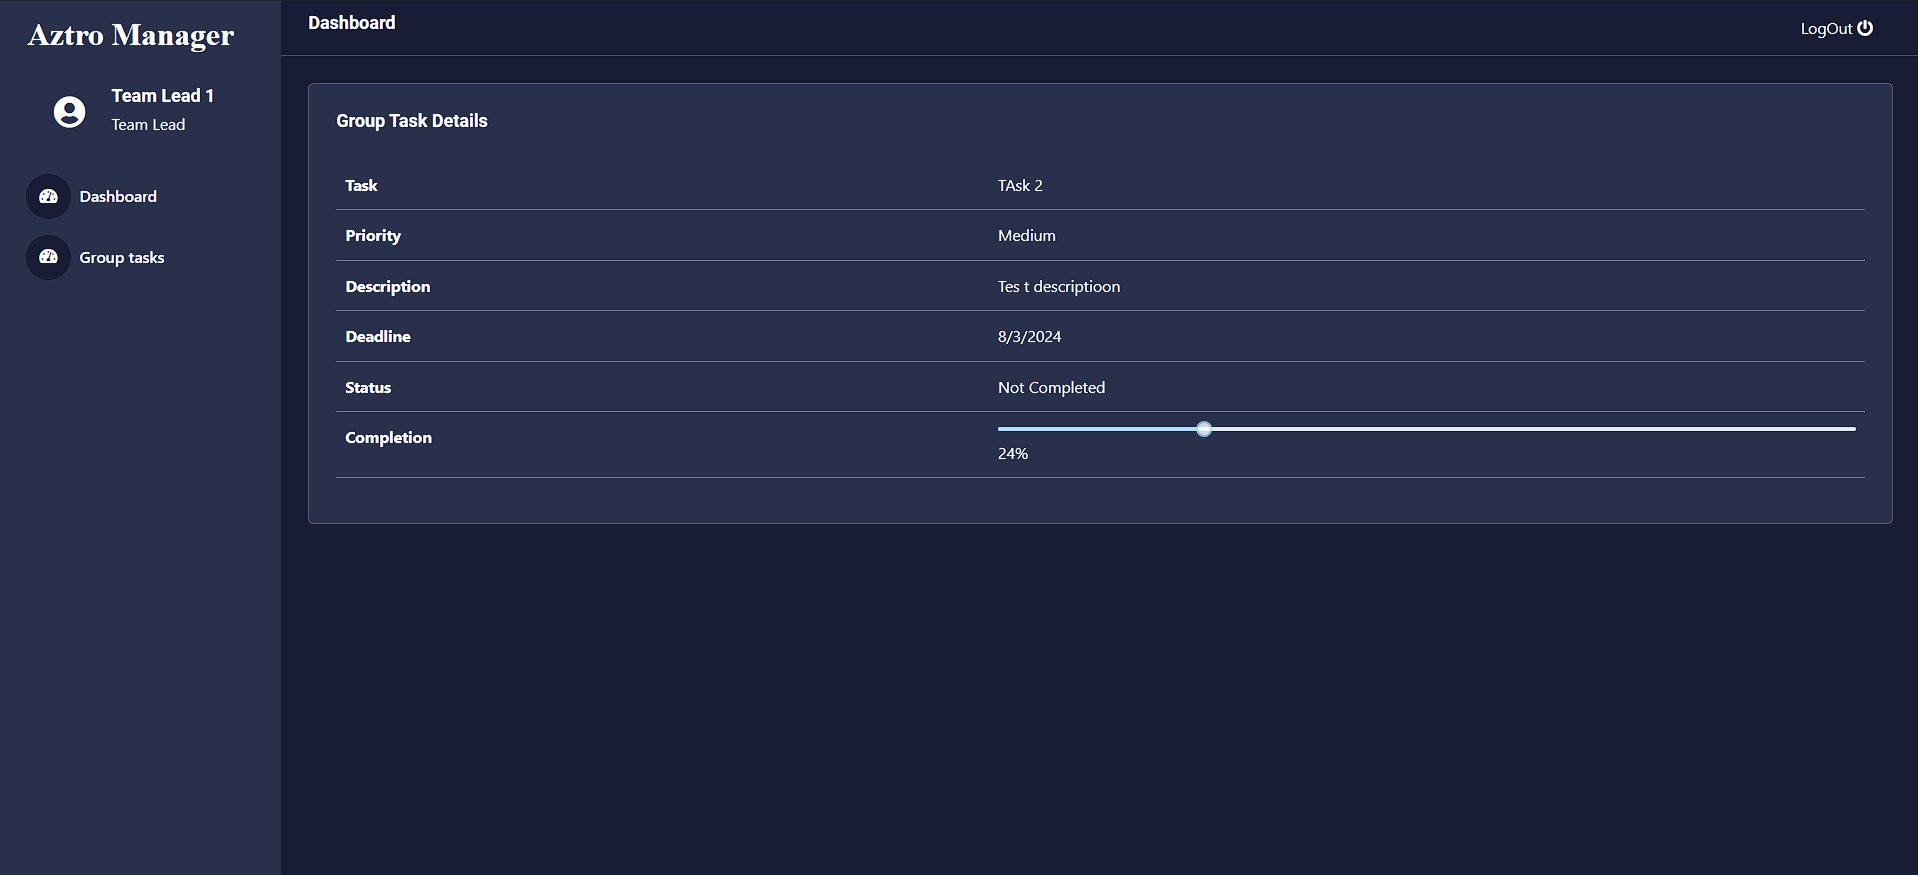 Aztro Manager
Team Lead 1
Team Lead
Dashboard
Group tasks
Dashboard
LogOut
Group Task Details
Task TAsk 2
Priority Medium
Description Tes t descriptioon
Deadline 8/3/2024
Status Not Completed
Completion
24%